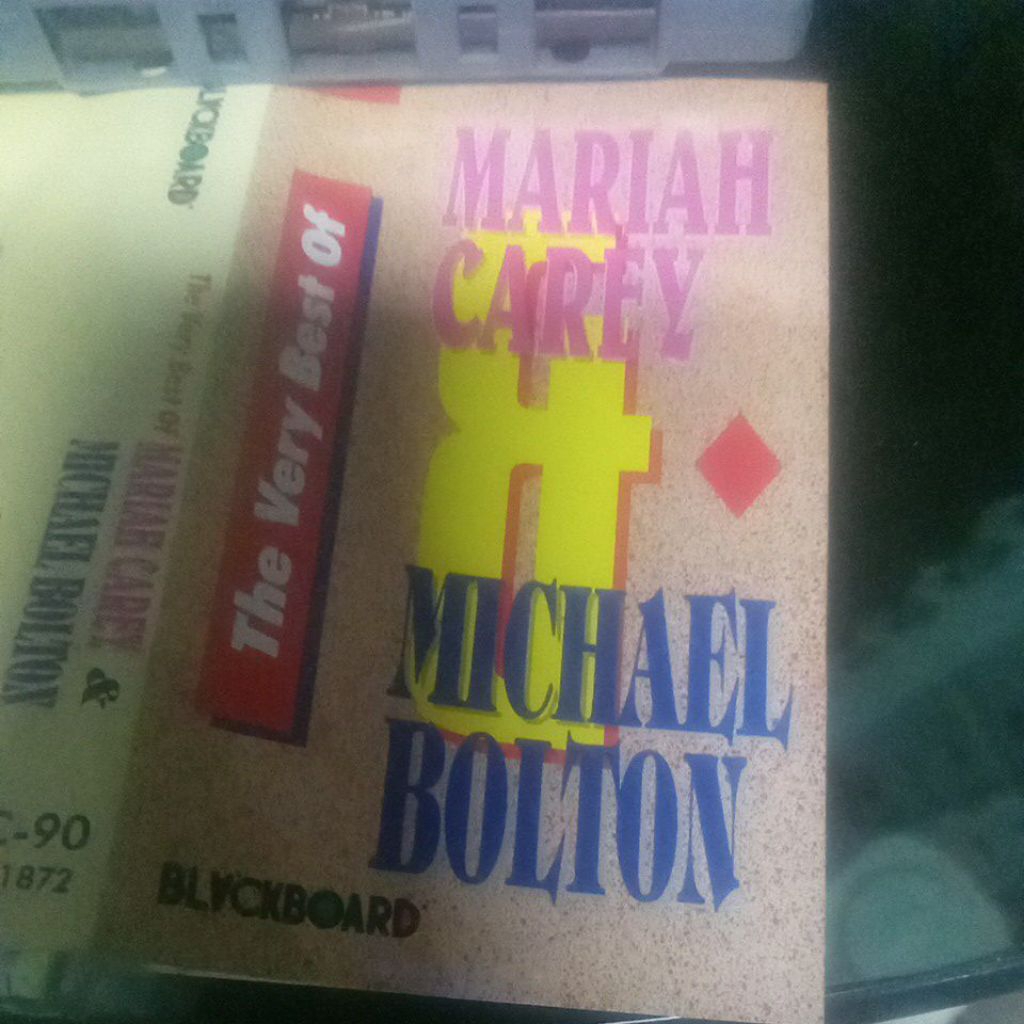 MARIAH
CAREY
&
MICHAEL
BOLTON
The Very Best Of
BLACKBOARD
The Very Best Of MARIAH CAREY
& MICHAEL BOLTON
C-90
1872